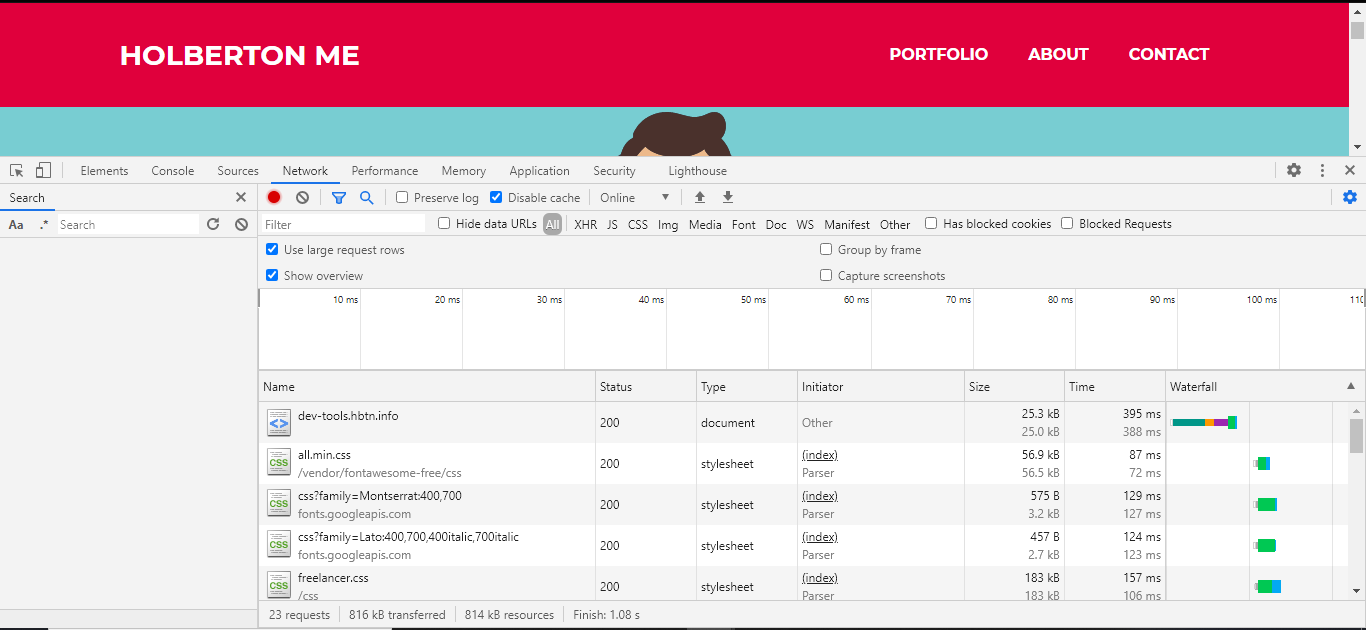 HOLBERTON ME PORTFOLIO ABOUT CONTACT
Elements Console Sources Network Performance Memory Application Security Lighthouse
Search
Preserve log Disable cache Online
Aa .* Search
Filter Hide data URLs All XHR JS CSS Img Media Font Doc WS Manifest Other Has blocked cookies Blocked Requests
Use large request rows Group by frame
Show overview Capture screenshots
10 ms 20 ms 30 ms 40 ms 50 ms 60 ms 70 ms 80 ms 90 ms 100 ms 110
Name Status Type Initiator Size Time Waterfall
dev-tools.hbtn.info 200 document Other 25.3 kB 395 ms
25.0 kB 388 ms
all.min.css 200 stylesheet (index) 56.9 kB 87 ms
/vendor/fontawesome-free/css Parser 56.5 kB 72 ms
css?family=Montserrat:400,700 200 stylesheet (index) 575 B 129 ms
fonts.googleapis.com Parser 3.2 kB 127 ms
css?family=Lato:400,700,400italic,700italic 200 stylesheet (index) 457 B 124 ms
fonts.googleapis.com Parser 2.7 kB 123 ms
freelancer.css 200 stylesheet (index) 183 kB 157 ms
/css Parser 183 kB 106 ms
23 requests 816 kB transferred 814 kB resources Finish: 1.08 s